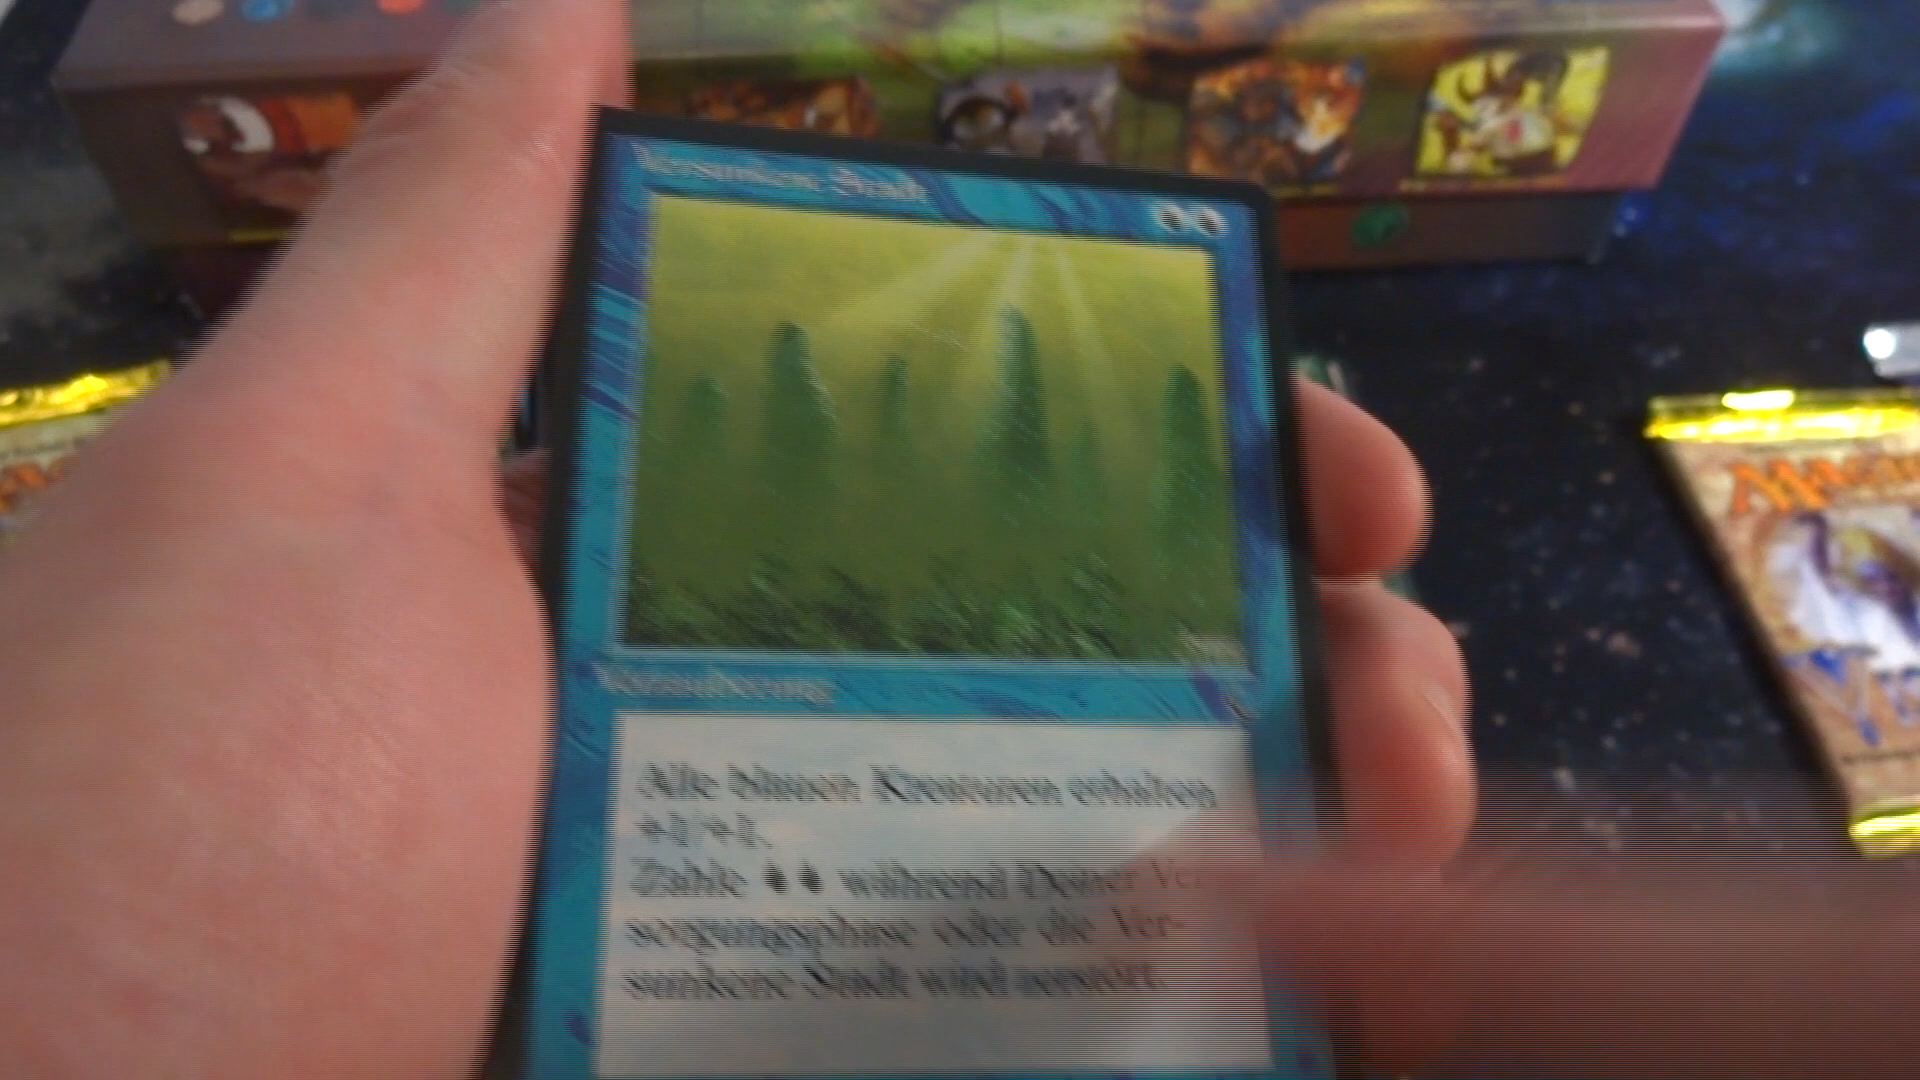 Versunkene Stadt
Verzauberung
Alle blauen Kreaturen erhalten
+1/+1.
Zahle während Deiner Ver
sorgungsphase oder die Ver-
sunkene Stadt wird zerstört.
Magic